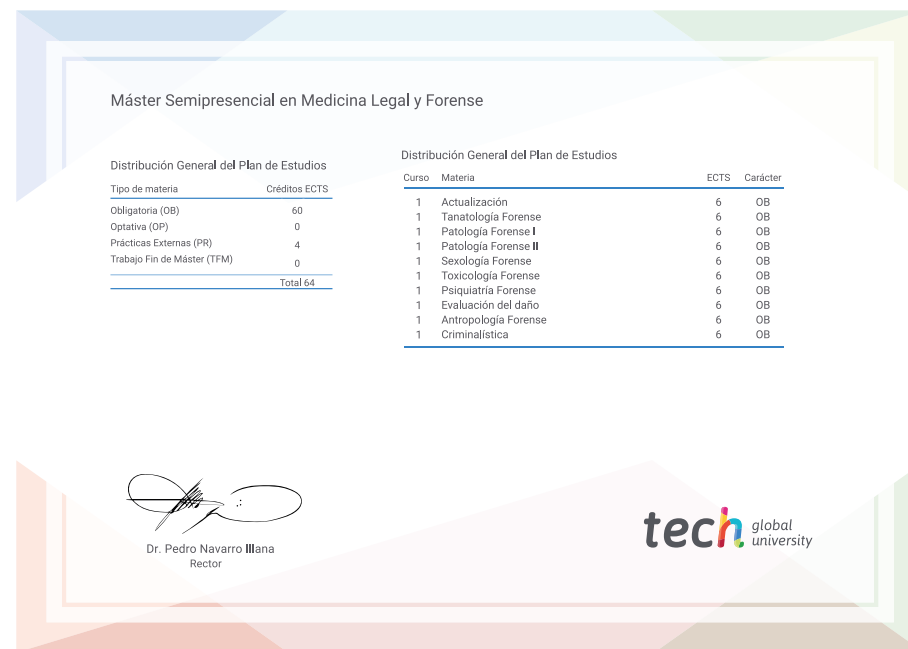 Máster Semipresencial en Medicina Legal y Forense
Distribución General del Plan de Estudios
Tipo de materia Créditos ECTS
Obligatoria (OB) 60
Optativa (OP) 0
Prácticas Externas (PR) 4
Trabajo Fin de Máster (TFM) 0
Total 64
Distribución General del Plan de Estudios
Curso Materia ECTS Carácter
1 Actualización 6 OB
1 Tanatología Forense 6 OB
1 Patología Forense I 6 OB
1 Patología Forense II 6 OB
1 Sexología Forense 6 OB
1 Toxicología Forense 6 OB
1 Psiquiatría Forense 6 OB
1 Evaluación del daño 6 OB
1 Antropología Forense 6 OB
1 Criminalística 6 OB
Dr. Pedro Navarro Illana
Rector
tech global
university